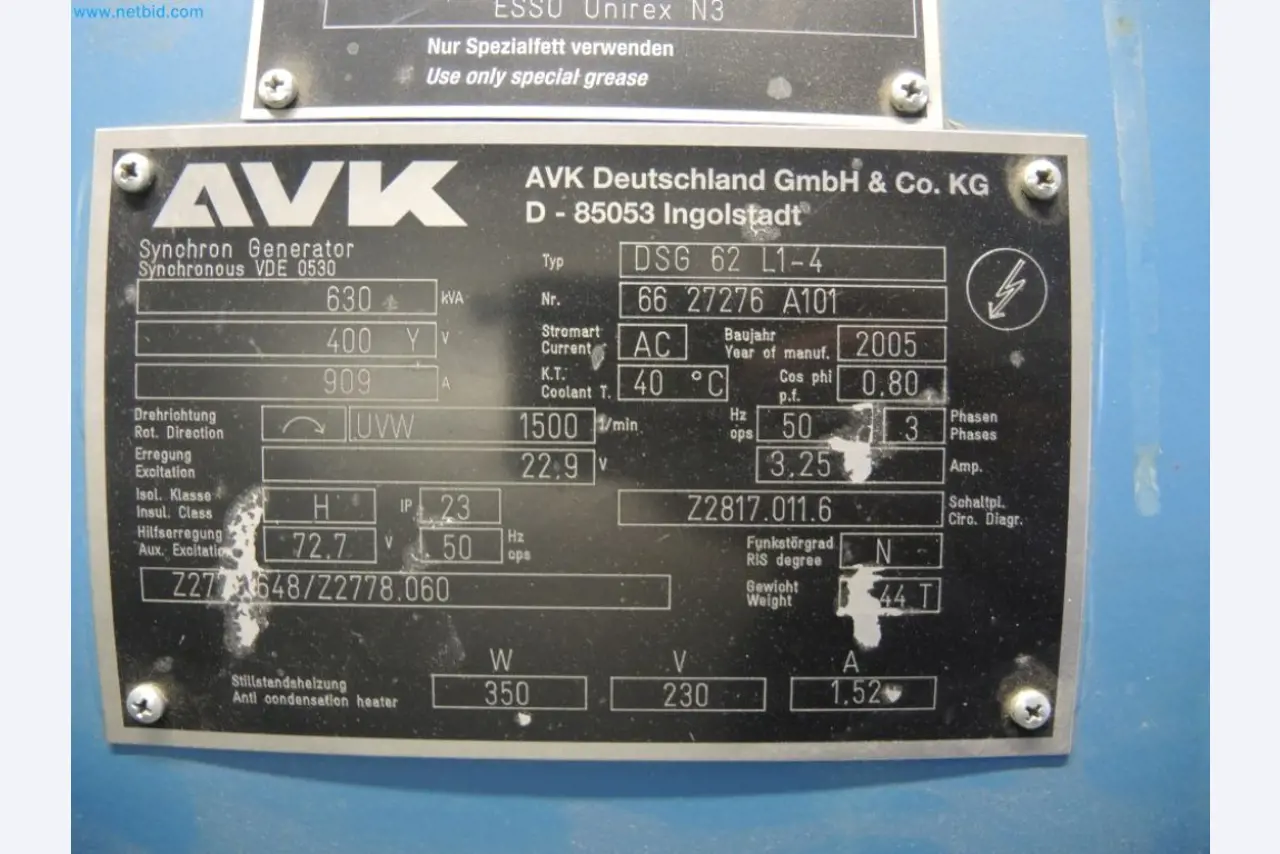 www.netbid.com
ESSO Unirex N3
Nur Spezialfett verwenden
Use only special grease
AVK
AVK Deutschland GmbH & Co. KG
D - 85053 Ingolstadt
Synchron Generator
Synchronous VDE 0530
Typ DSG 62 L1-4
630 kVA
Nr. 66 27276 A101
400 Y V
Stromart
Current AC
Baujahr
Year of manuf. 2005
909 A
K.T.
Coolant T. 40 °C
Cos phi
p.f. 0.80
Drehrichtung
Rot. Direction UVW 1500 1/min
Hz
cps 50 3 Phasen
Phases
Erregung
Excitation 22,9 V
3,25 Amp.
Isol. Klasse
Insul. Class H IP 23
Z2817.011.6 Schaltpl.
Circ. Diagr.
Hilfserregung
Aux. Excitation 72.7 V 50 Hz
cps
Funkstörgrad
RIS degree N
648/Z2778.060
Gewicht
Weight 44 T
W V A
Stillstandsheizung
Anti condensation heater 350 230 1.52